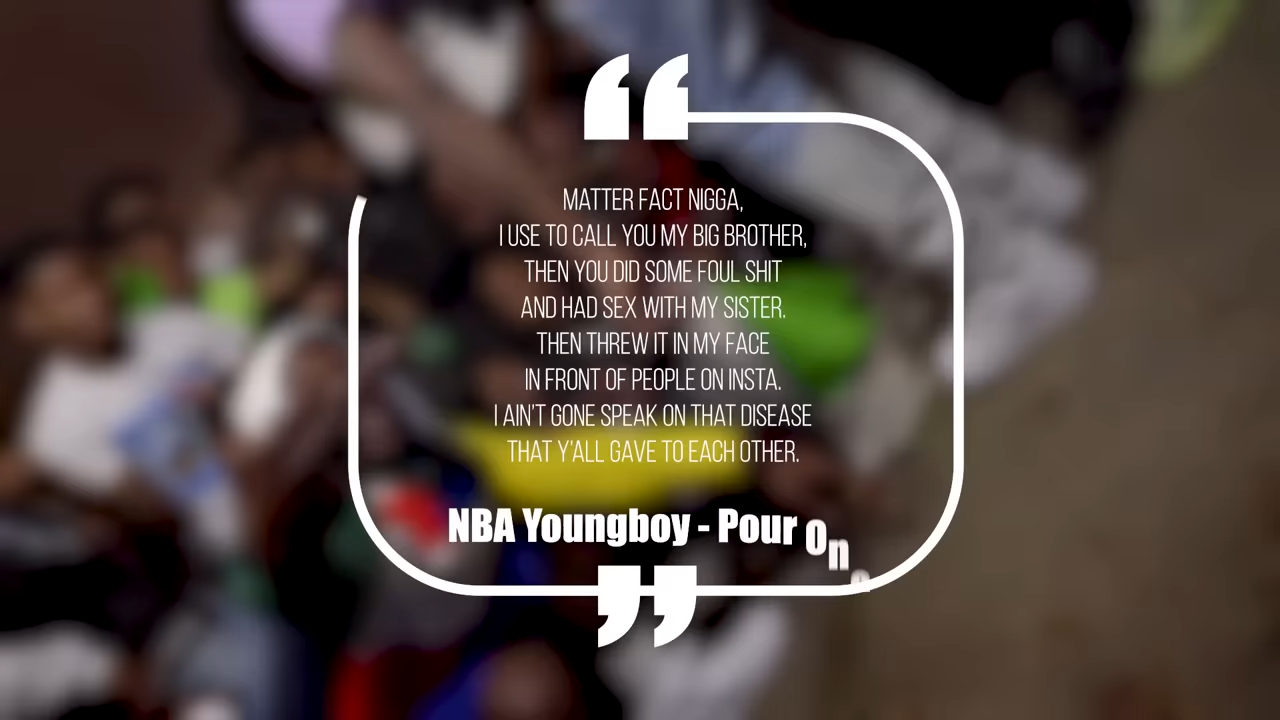 MATTER FACT NIGGA,
I USE TO CALL YOU MY BIG BROTHER,
THEN YOU DID SOME FOUL SHIT
AND HAD SEX WITH MY SISTER.
THEN THREW IT IN MY FACE
IN FRONT OF PEOPLE ON INSTA.
I AIN'T GONE SPEAK ON THAT DISEASE
THAT Y'ALL GAVE TO EACH OTHER.
NBA Youngboy - Pour On